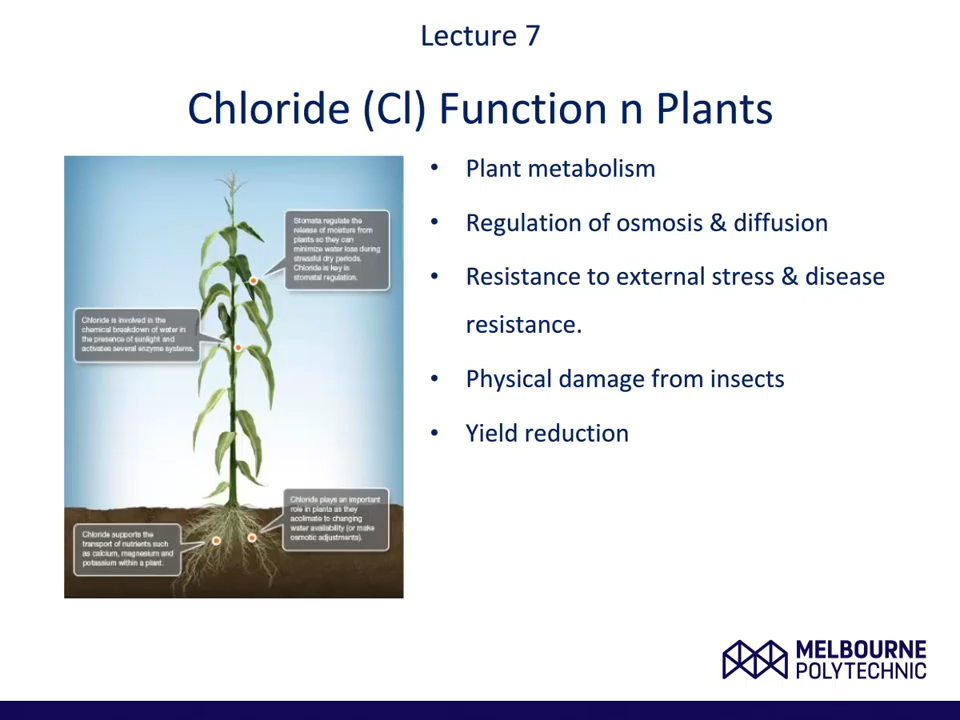 Lecture 7
Chloride (Cl) Function n Plants
Stomata regulate the
release of moisture from
plants so they can
minimize water loss during
stressful dry periods.
Chloride is key in
stomatal regulation.
Chloride is involved in the
chemical breakdown of water in
the presence of sunlight and
activates several enzyme systems.
Chloride plays an important
role in plants as they
acclimate to changing
water availability (or make
osmotic adjustments).
Chloride supports the
transport of nutrients such
as calcium, magnesium and
potassium within a plant.
• Plant metabolism
• Regulation of osmosis & diffusion
• Resistance to external stress & disease
resistance.
• Physical damage from insects
• Yield reduction
MELBOURNE
POLYTECHNIC